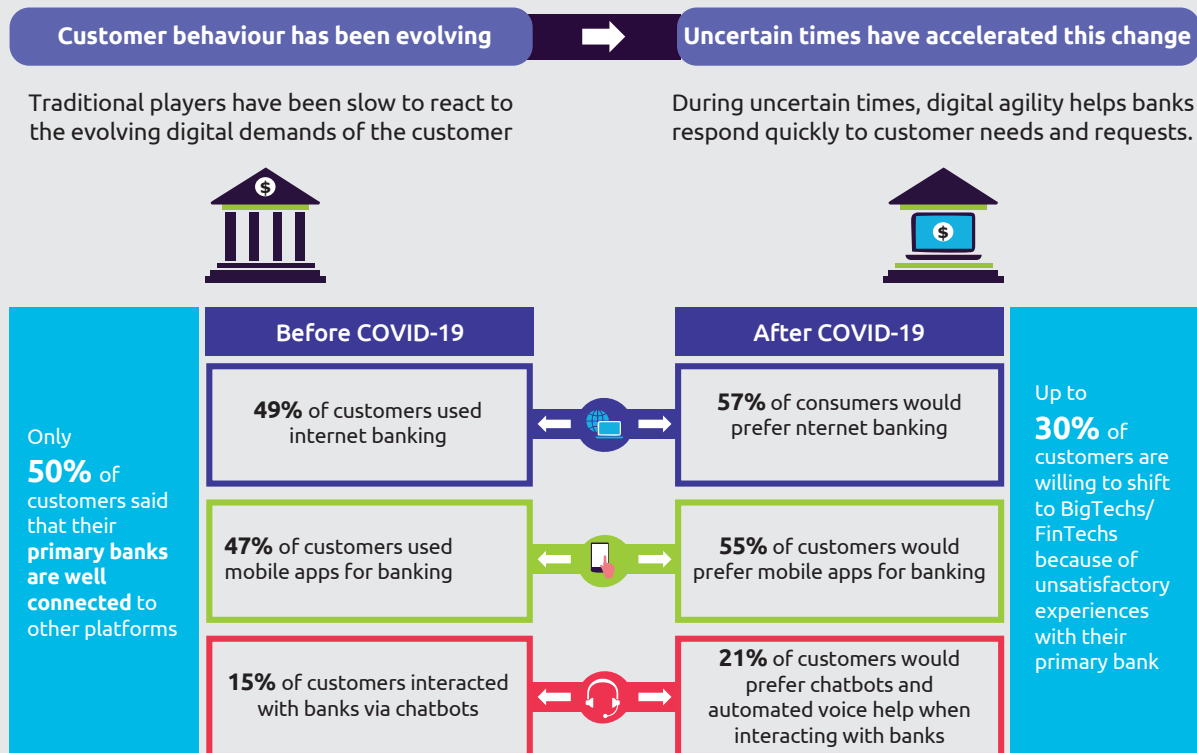 Customer behaviour has been evolving
Uncertain times have accelerated this change
Traditional players have been slow to react to
the evolving digital demands of the customer
During uncertain times, digital agility helps banks
respond quickly to customer needs and requests.
$
$
Only
50% of
customers said
that their
primary banks
are well
connected to
other platforms
Before COVID-19
49% of customers used
internet banking
47% of customers used
mobile apps for banking
15% of customers interacted
with banks via chatbots
After COVID-19
57% of consumers would
prefer nternet banking
55% of customers would
prefer mobile apps for banking
21% of customers would
prefer chatbots and
automated voice help when
interacting with banks
Up to
30% of
customers are
willing to shift
to BigTechs/
FinTechs
because of
unsatisfactory
experiences
with their
primary bank